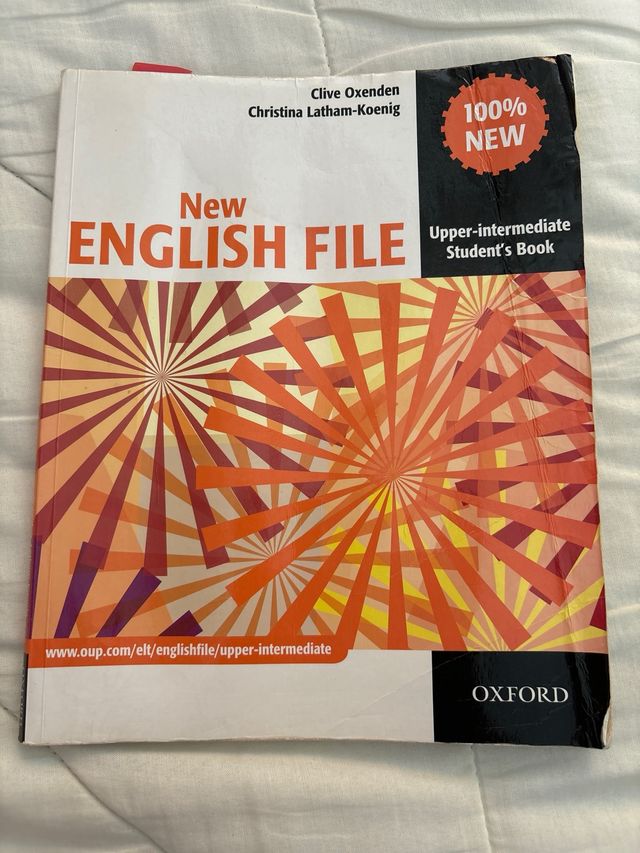 Clive Oxenden
Christina Latham-Koenig
100%
NEW
New
ENGLISH FILE
Upper-intermediate
Student's Book
www.oup.com/elt/englishfile/upper-intermediate
OXFORD